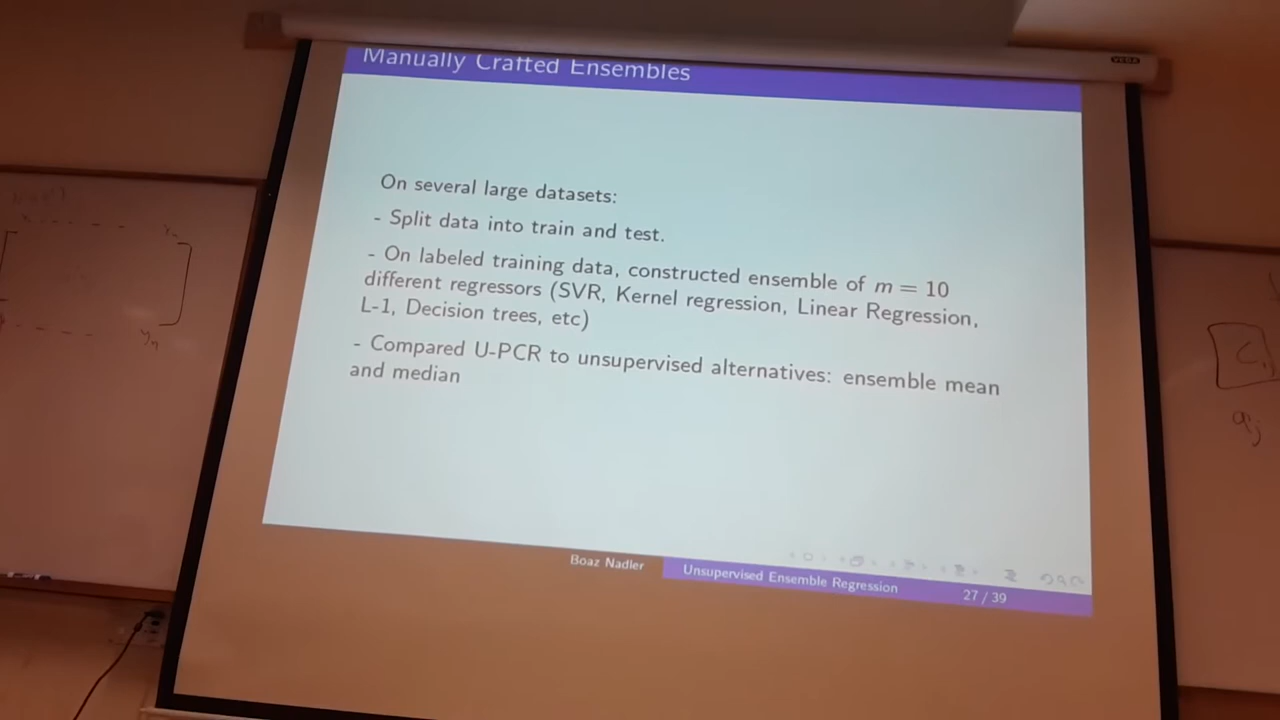 VEGA
Manually Crafted Ensembles
On several large datasets:
- Split data into train and test.
- On labeled training data, constructed ensemble of m = 10
different regressors (SVR, Kernel regression, Linear Regression,
L-1, Decision trees, etc)
- Compared U-PCR to unsupervised alternatives: ensemble mean
and median
Boaz Nadler
Unsupervised Ensemble Regression
27 / 39